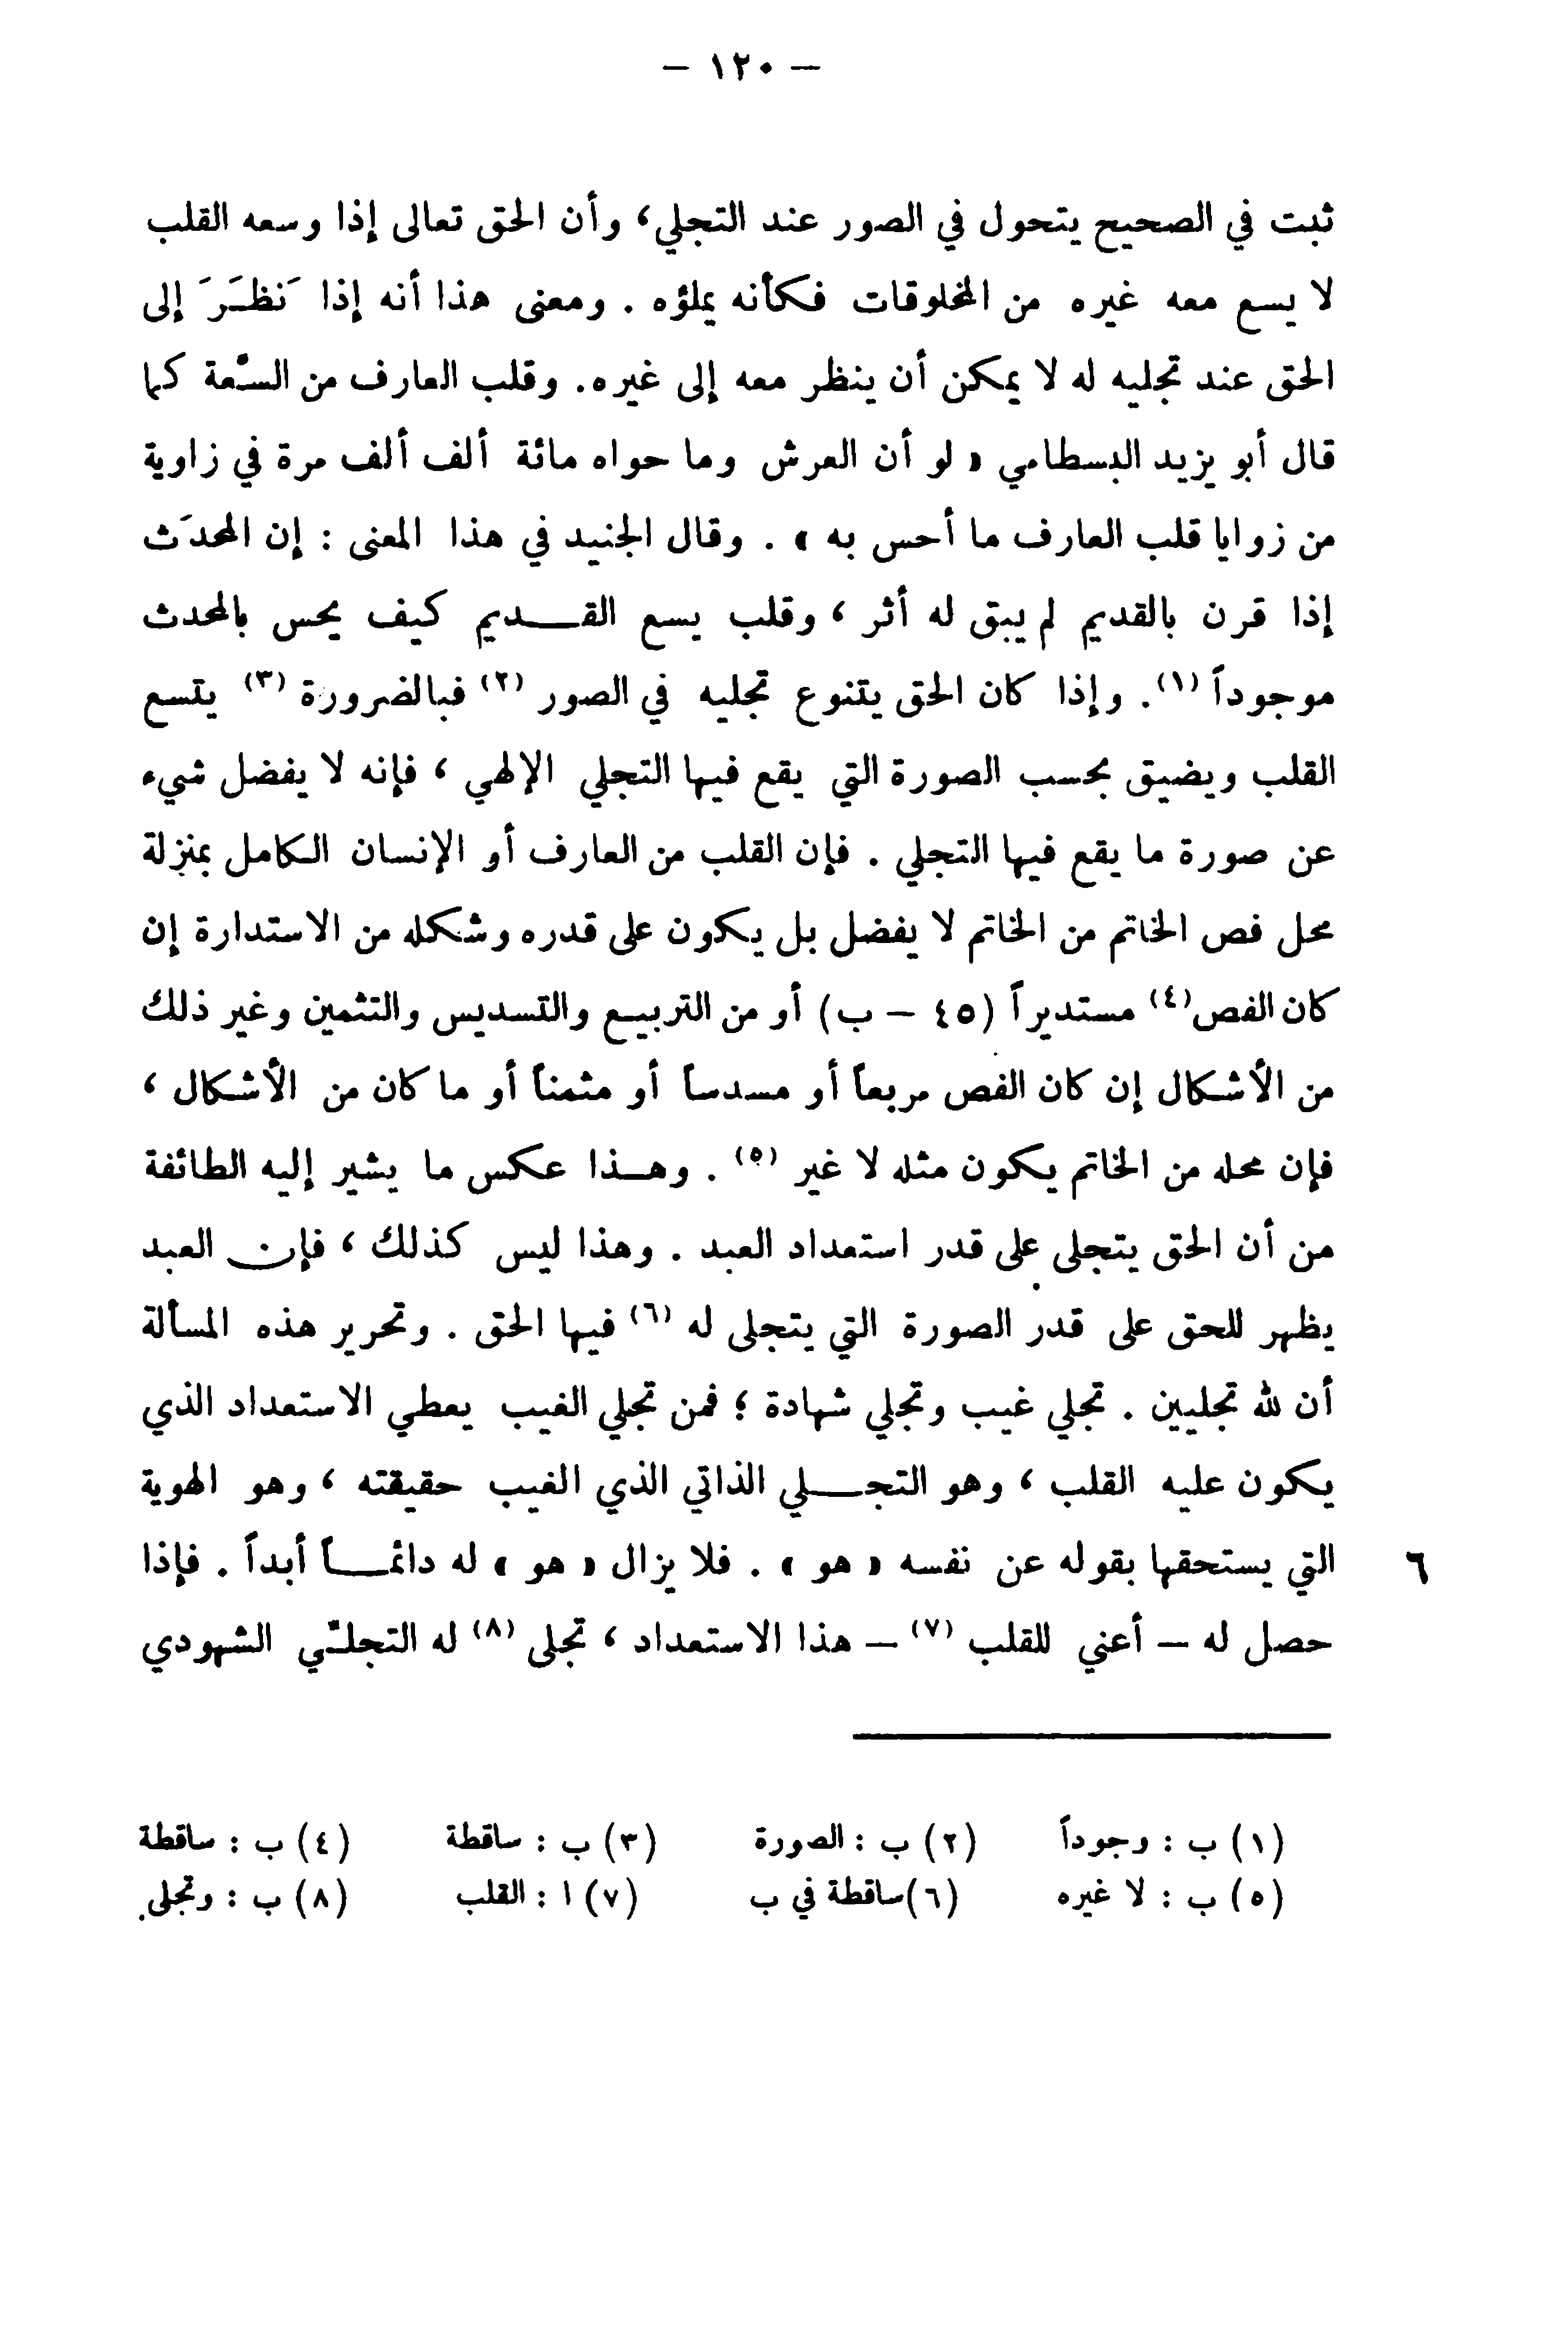 — ١٢٠ —
ثبت في الصحيح يتحول في الصور عند التجلي، وأن الحق تعالى إذا وسعه القلب
لا يسع معه غيره من المخلوقات فكأنه يملؤه . ومعنى هذا أنه إذا نَظَرَ إلى
الحق عند تجليه له لا يمكن أن ينظر معه إلى غيره. وقلب العارف من السَّعة كما
قال أبو يزيد البسطامي « لو أن العرش وما حواه مائة ألف ألف مرة في زاوية
من زوايا قلب العارف ما أحس به » . وقال الجنيد في هذا المعنى : إن المحدَث
إذا قرن بالقديم لم يبق له أثر ، وقلب يسع القـــديم كيف يحس بالمحدث
موجوداً (١). وإذا كان الحق يتنوع تجليه في الصور (٢) فبالضرورة (٣) يتسع
القلب ويضيق بحسب الصورة التي يقع فيها التجلي الإلهي ، فإنه لا يفضل شيء
عن صورة ما يقع فيها التجلي . فإن القلب من العارف أو الإنسان الكامل بمنزلة
محل فص الخاتم من الخاتم لا يفضل بل يكون على قدره وشكله من الاستدارة إن
كان الفص(٤) مستديراً (٤٥ – ب) أو من التربيع والتسديس والتثمين وغير ذلك
من الأشكال إن كان الفص مربعاً أو مسدساً أو مثمناً أو ما كان من الأشكال ،
فإن محله من الخاتم يكون مثله لا غير (٥) . وهـــذا عكس ما يشير إليه الطائفة
من أن الحق يتجلى على قدر استعداد العبد . وهذا ليس كذلك ، فإن العبد
يظهر للحق على قدر الصورة التي يتجلى له (٦) فيها الحق . وتحرير هذه المسألة
أن لله تجليين . تجلي غيب وتجلي شهادة ؛ فمن تجلي الغيب يعطي الاستعداد الذي
يكون عليه القلب ، وهو التجـــلي الذاتي الذي الغيب حقيقته ، وهو الهوية
التي يستحقها بقوله عن نفسه « هو » . فلا يزال « هو » له دائمـــاً أبداً . فإذا ٦
حصل له – أعني للقلب (٧) – هذا الاستعداد ، تجلى (٨) له التجلّي الشهودي
(١) ب : وجوداً (٢) ب : الصورة (٣) ب : ساقطة (٤) ب : ساقطة
(٥) ب : لا غيره (٦)ساقطة في ب (٧) ا : القلب (٨) ب : وتجلى.